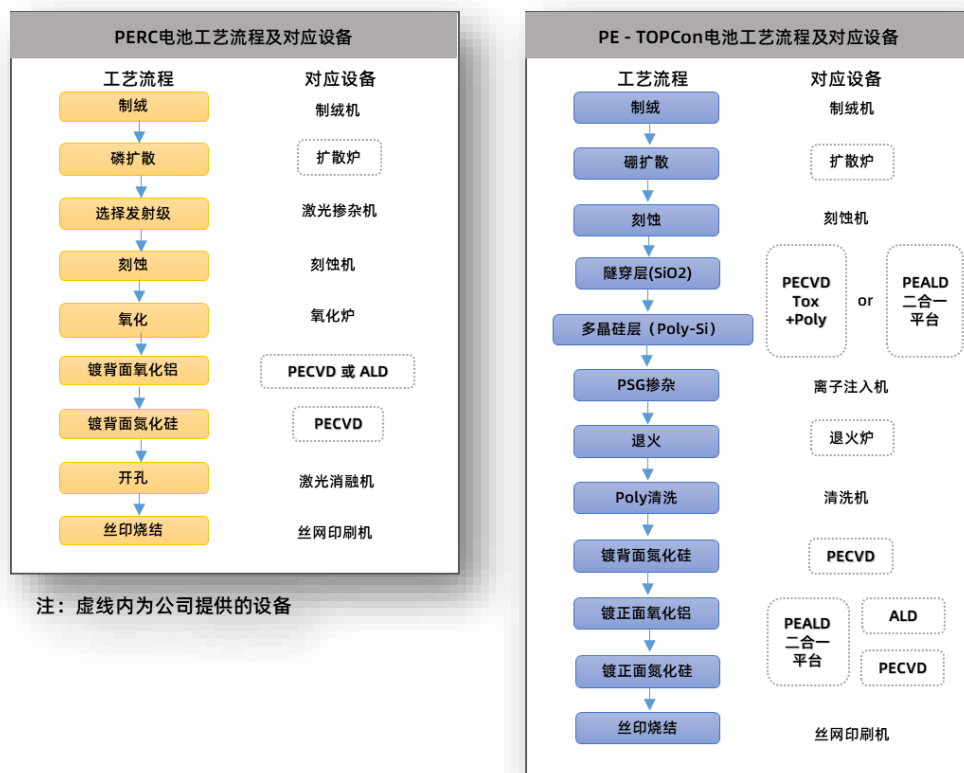 PERC电池工艺流程及对应设备
工艺流程
对应设备
制绒
制绒机
磷扩散
扩散炉
选择发射级
激光掺杂机
刻蚀
刻蚀机
氧化
氧化炉
镀背面氧化铝
PECVD 或 ALD
镀背面氮化硅
PECVD
开孔
激光消融机
丝印烧结
丝网印刷机
注：虚线内为公司提供的设备
PE - TOPCon电池工艺流程及对应设备
工艺流程
对应设备
制绒
制绒机
硼扩散
扩散炉
刻蚀
刻蚀机
隧穿层(SiO2)
多晶硅层（Poly-Si）
PECVD
Tox
+Poly
or
PEALD
二合一
平台
PSG掺杂
离子注入机
退火
退火炉
Poly清洗
清洗机
镀背面氮化硅
PECVD
镀正面氧化铝
镀正面氮化硅
PEALD
二合一
平台
ALD
PECVD
丝印烧结
丝网印刷机